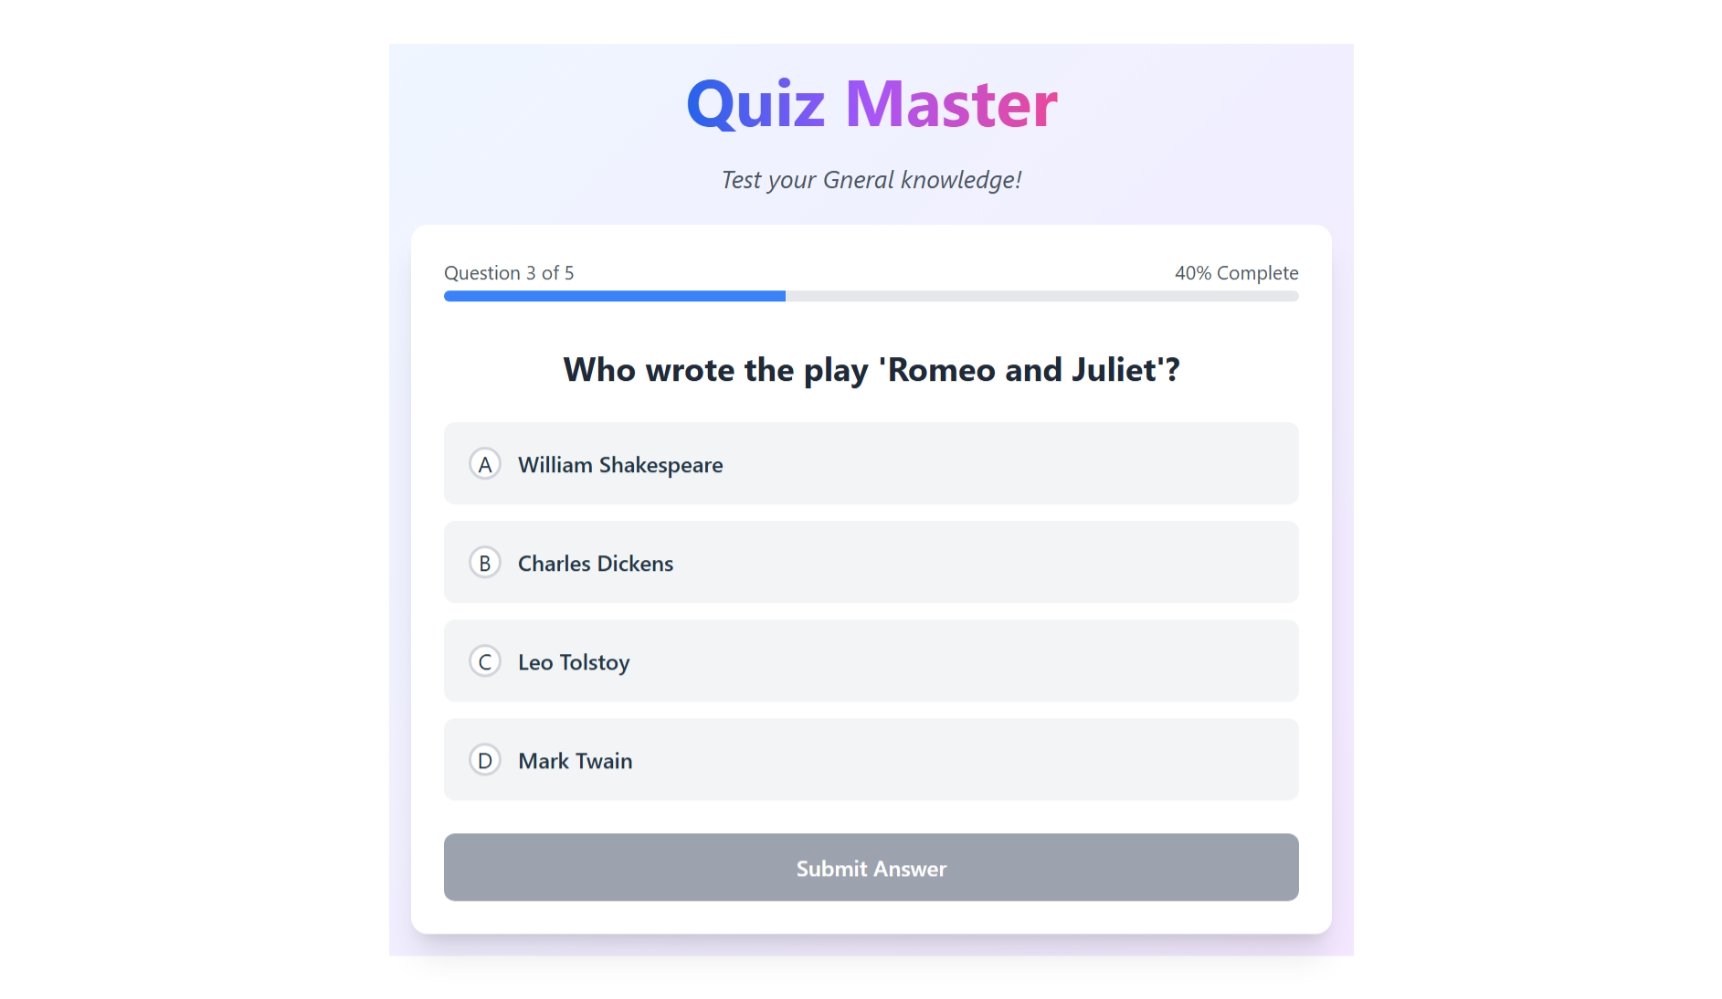 Quiz Master
Test your Gneral knowledge!
Question 3 of 5
40% Complete
Who wrote the play 'Romeo and Juliet'?
A William Shakespeare
B Charles Dickens
C Leo Tolstoy
D Mark Twain
Submit Answer